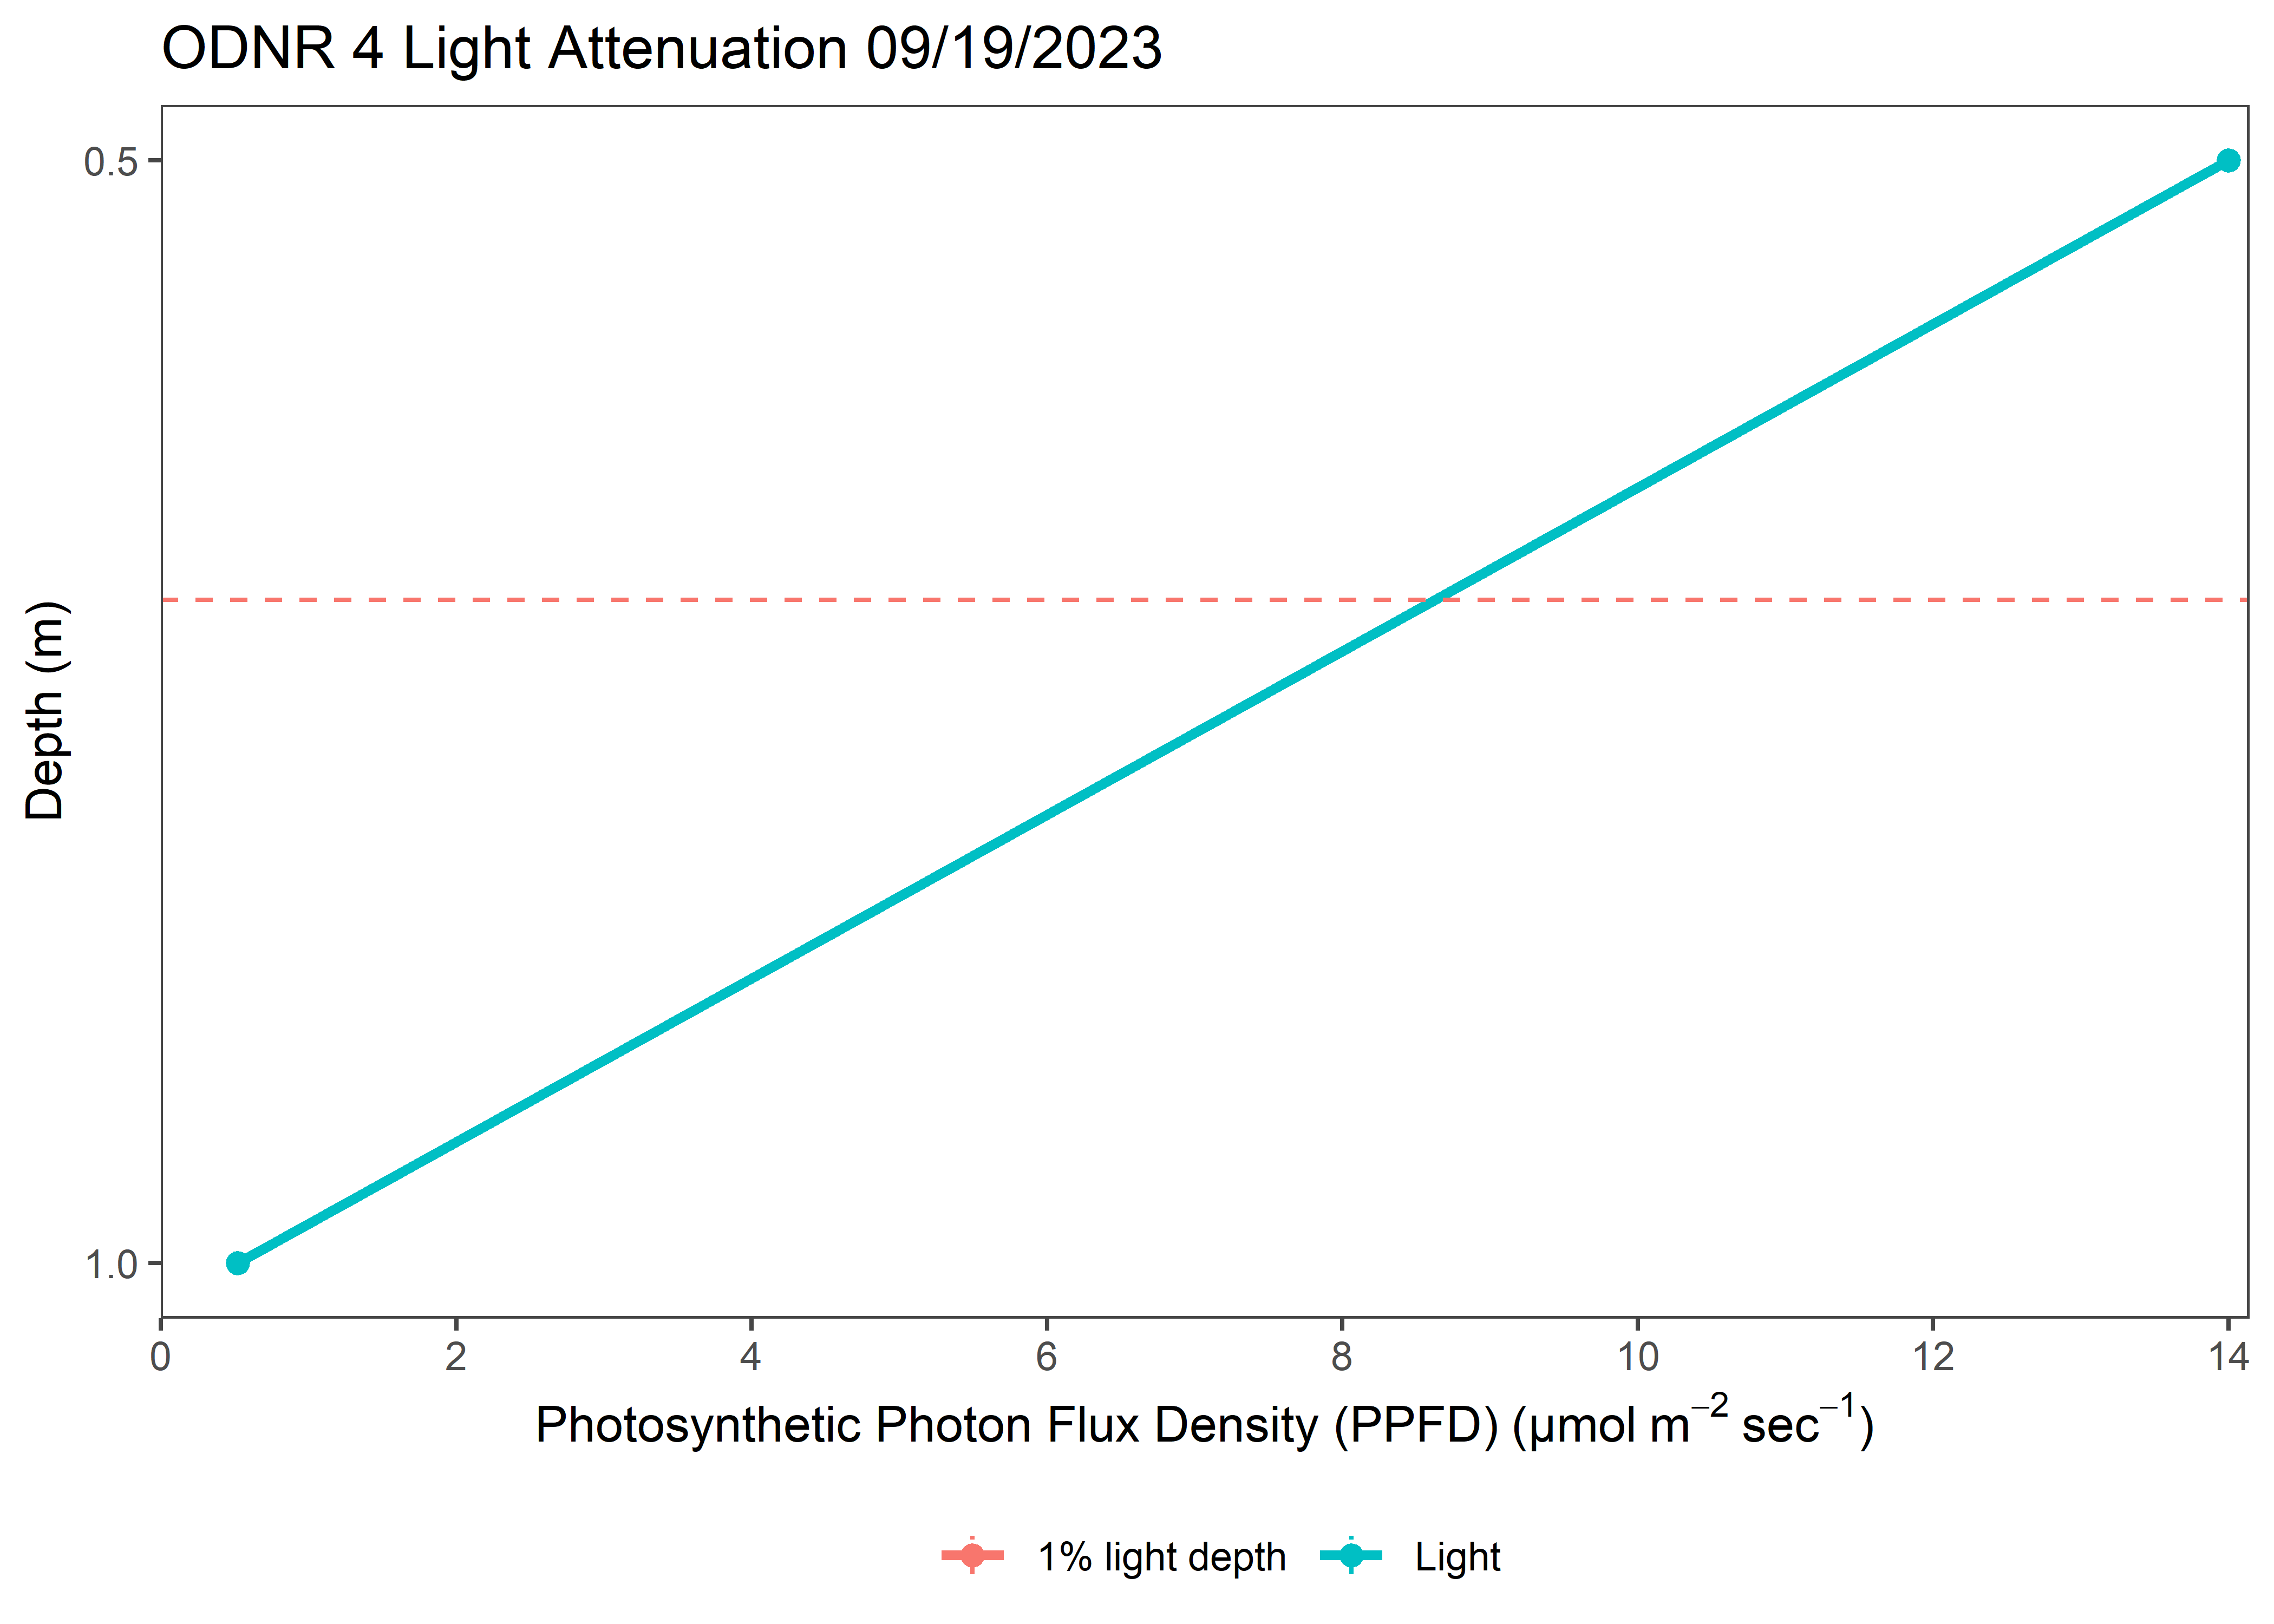 ODNR 4 Light Attenuation 09/19/2023
0.5
Depth (m)
1.0
0 2 4 6 8 10 12 14
Photosynthetic Photon Flux Density (PPFD) (μmol m⁻² sec⁻¹)
1% light depth Light